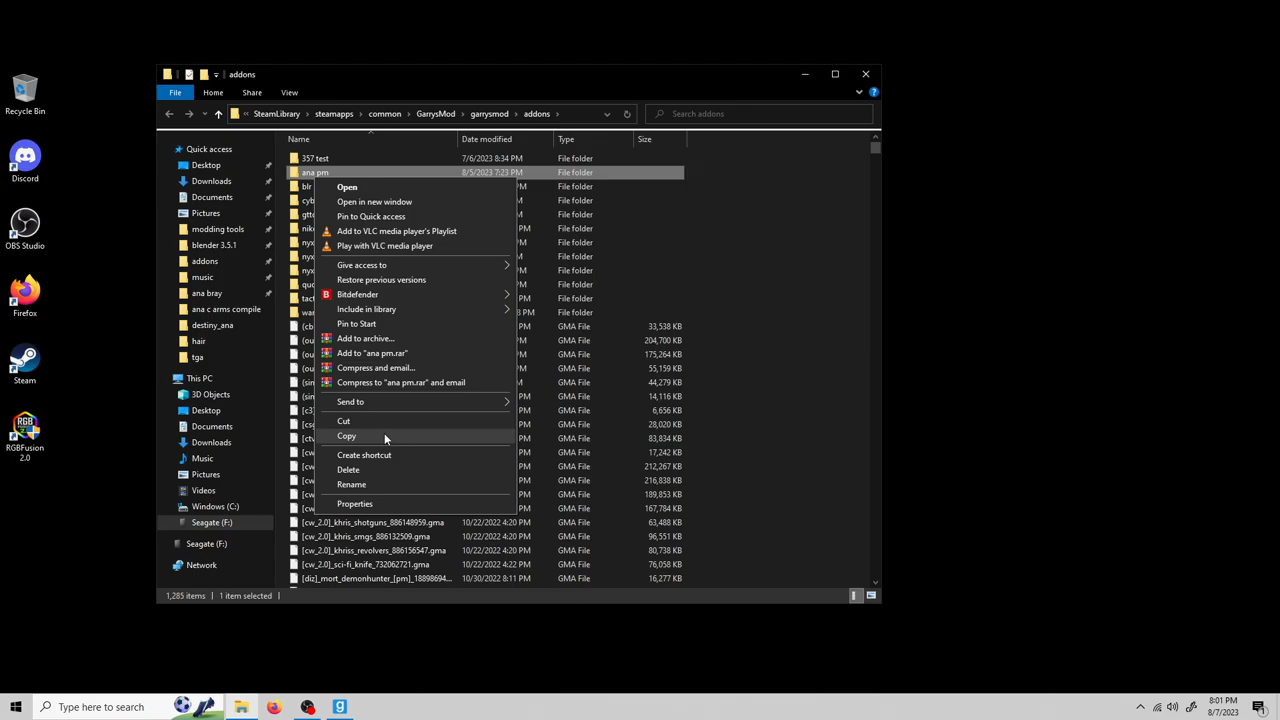 Recycle Bin
Discord
OBS Studio
Firefox
Steam
RGBFusion
2.0
addons
File Home Share View
SteamLibrary steamapps common GarrysMod garrysmod addons
Search addons
Name Date modified Type Size
Quick access
Desktop
Downloads
Documents
Pictures
modding tools
blender 3.5.1
addons
music
ana bray
ana c arms compile
destiny_ana
hair
tga
This PC
3D Objects
Desktop
Documents
Downloads
Music
Pictures
Videos
Windows (C:)
Seagate (F:)
Seagate (F:)
Network
357 test 7/6/2023 8:34 PM File folder
ana pm 8/5/2023 7:23 PM File folder
blr PM File folder
cyb PM File folder
gtto PM File folder
nik PM File folder
nyx PM File folder
nyx PM File folder
nyx PM File folder
quo PM File folder
tact PM File folder
war PM File folder
(cb PM GMA File 33,538 KB
(ou PM GMA File 204,700 KB
(ou PM GMA File 175,264 KB
(ou PM GMA File 55,159 KB
(sin PM GMA File 44,279 KB
(sin PM GMA File 14,116 KB
[c3] PM GMA File 6,656 KB
[csg PM GMA File 28,020 KB
[ctv PM GMA File 83,834 KB
[cw PM GMA File 17,242 KB
[cw PM GMA File 212,267 KB
[cw PM GMA File 216,838 KB
[cw PM GMA File 189,853 KB
[cw PM GMA File 167,784 KB
[cw_2.0]_khris_shotguns_886148959.gma 10/22/2022 4:20 PM GMA File 63,488 KB
[cw_2.0]_khris_smgs_886132509.gma 10/22/2022 4:20 PM GMA File 96,551 KB
[cw_2.0]_khriss_revolvers_886156547.gma 10/22/2022 4:20 PM GMA File 80,738 KB
[cw_2.0]_sci-fi_knife_732062721.gma 10/22/2022 4:22 PM GMA File 76,058 KB
[diz]_mort_demonhunter_[pm]_18898694... 10/30/2022 8:11 PM GMA File 16,277 KB
Open
Open in new window
Pin to Quick access
Add to VLC media player's Playlist
Play with VLC media player
Give access to
Restore previous versions
Bitdefender
Include in library
Pin to Start
Add to archive...
Add to "ana pm.rar"
Compress and email...
Compress to "ana pm.rar" and email
Send to
Cut
Copy
Create shortcut
Delete
Rename
Properties
1,285 items 1 item selected
Type here to search
8:01 PM
8/7/2023